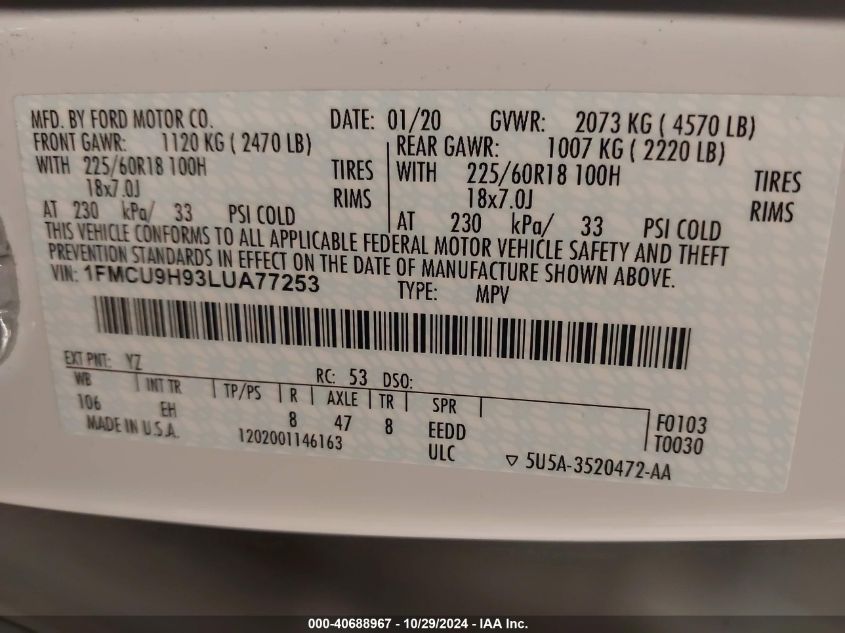 MFD. BY FORD MOTOR CO. DATE: 01/20 GVWR: 2073 KG ( 4570 LB)
FRONT GAWR: 1120 KG ( 2470 LB) REAR GAWR: 1007 KG ( 2220 LB)
WITH 225/60R18 100H TIRES WITH 225/60R18 100H TIRES
18x7.0J RIMS 18x7.0J RIMS
AT 230 kPa/ 33 PSI COLD AT 230 kPa/ 33 PSI COLD
THIS VEHICLE CONFORMS TO ALL APPLICABLE FEDERAL MOTOR VEHICLE SAFETY AND THEFT
PREVENTION STANDARDS IN EFFECT ON THE DATE OF MANUFACTURE SHOWN ABOVE.
VIN: 1FMCU9H93LUA77253 TYPE: MPV
EXT PNT: YZ RC: 53 DSO:
WB INT TR TP/PS R AXLE TR SPR
106 EH 8 47 8 EEDD F0103
MADE IN U.S.A. 1202001146163 ULC T0030
▽ 5U5A-3520472-AA
000-40688967 - 10/29/2024 - IAA Inc.